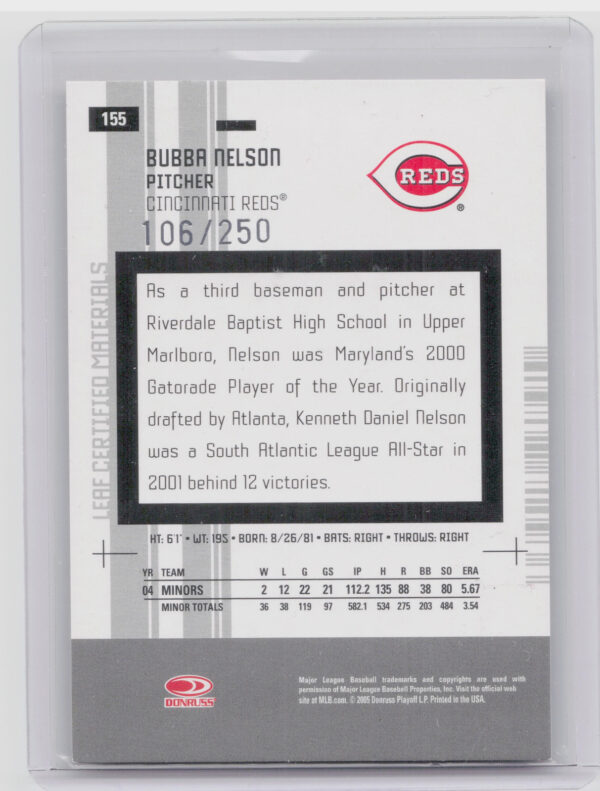 155
BUBBA NELSON
PITCHER
CINCINNATI REDS®
106/250
REDS
®
LEAF CERTIFIED MATERIALS
As a third baseman and pitcher at
Riverdale Baptist High School in Upper
Marlboro, Nelson was Maryland's 2000
Gatorade Player of the Year. Originally
drafted by Atlanta, Kenneth Daniel Nelson
was a South Atlantic League All-Star in
2001 behind 12 victories.
HT: 6'1" • WT: 195 • BORN: 8/26/81 • BATS: RIGHT • THROWS: RIGHT
YR TEAM W L G GS IP H R BB SO ERA
04 MINORS 2 12 22 21 112.2 135 88 38 80 5.67
MINOR TOTALS 36 38 119 97 582.1 534 275 203 484 3.54
DONRUSS
Major League Baseball trademarks and copyrights are used with
permission of Major League Baseball Properties, Inc. Visit the official web
site at MLB.com. © 2005 Donruss Playoff L.P. Printed in the USA.